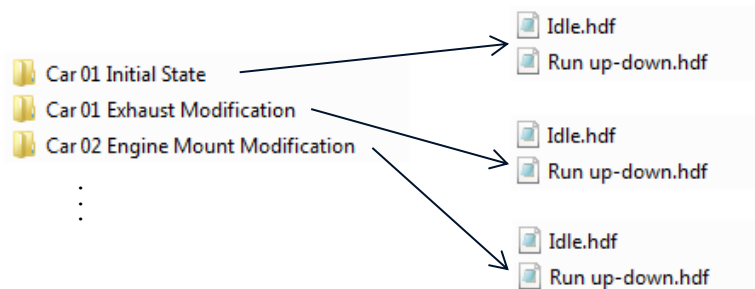 Car 01 Initial State
Car 01 Exhaust Modification
Car 02 Engine Mount Modification
Idle.hdf
Run up-down.hdf
Idle.hdf
Run up-down.hdf
Idle.hdf
Run up-down.hdf